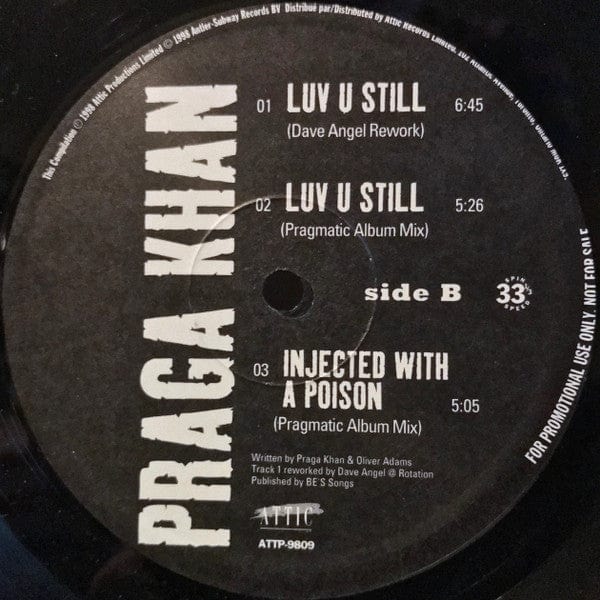 This Compilation ℗ 1998 Attic Productions Limited © 1998 Antler-Subway Records BV Distribué par/Distributed by Attic Records Limited,
PRAGA KHAN
01 LUV U STILL 6:45
(Dave Angel Rework)
02 LUV U STILL 5:26
(Pragmatic Album Mix)
side B 33⅓
SPIN
SPEED
03 INJECTED WITH
A POISON 5:05
(Pragmatic Album Mix)
Written by Praga Khan & Oliver Adams
Track 1 reworked by Dave Angel @ Rotation
Published by BE'S Songs
ATTIC
ATTP-9809
FOR PROMOTIONAL USE ONLY. NOT FOR SALE